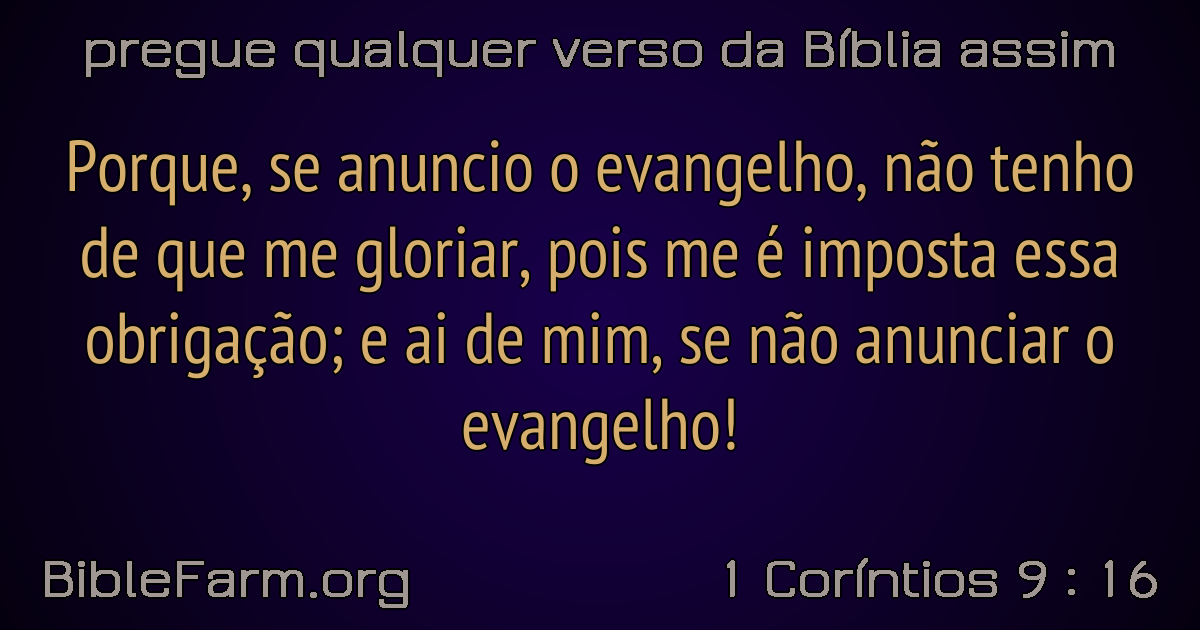 pregue qualquer verso da Bíblia assim
Porque, se anuncio o evangelho, não tenho
de que me gloriar, pois me é imposta essa
obrigação; e ai de mim, se não anunciar o
evangelho!
BibleFarm.org
1 Coríntios 9 : 16